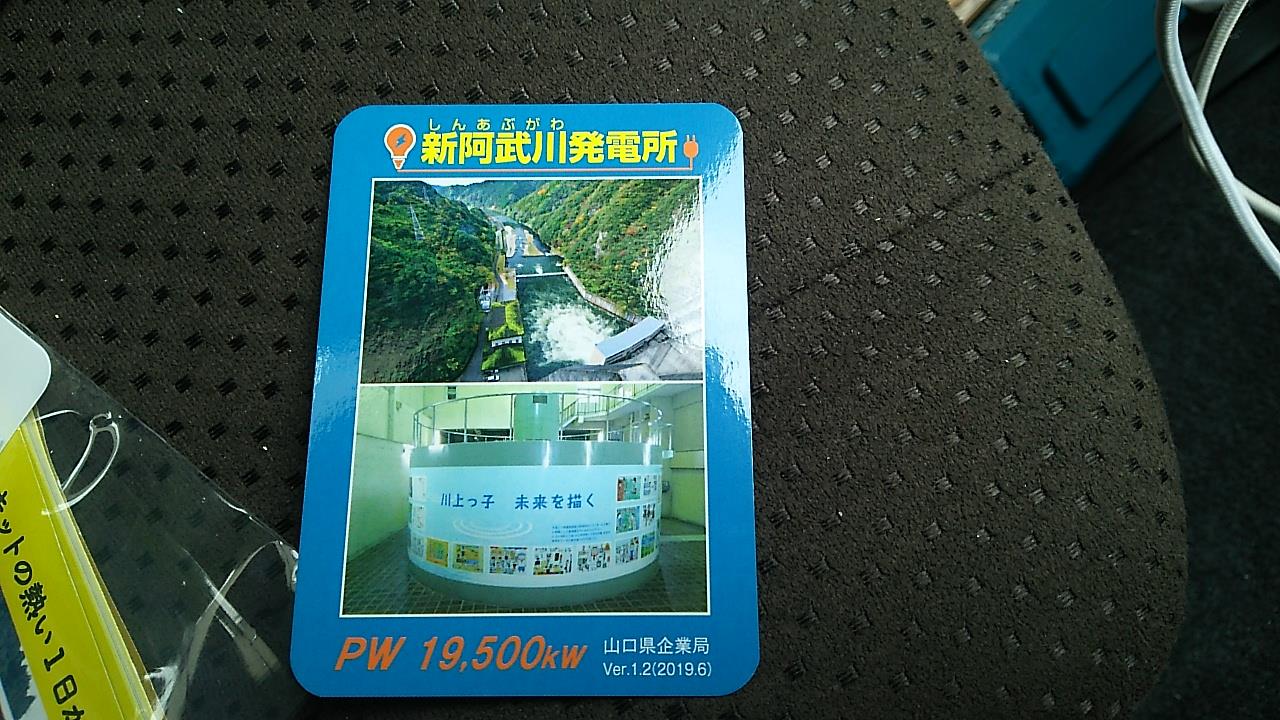 しんあぶがわ
新阿武川発電所
川上っ子 未来を描く
PW 19,500kW
山口県企業局
Ver.1.2(2019.6)
ネットの熱い1日が